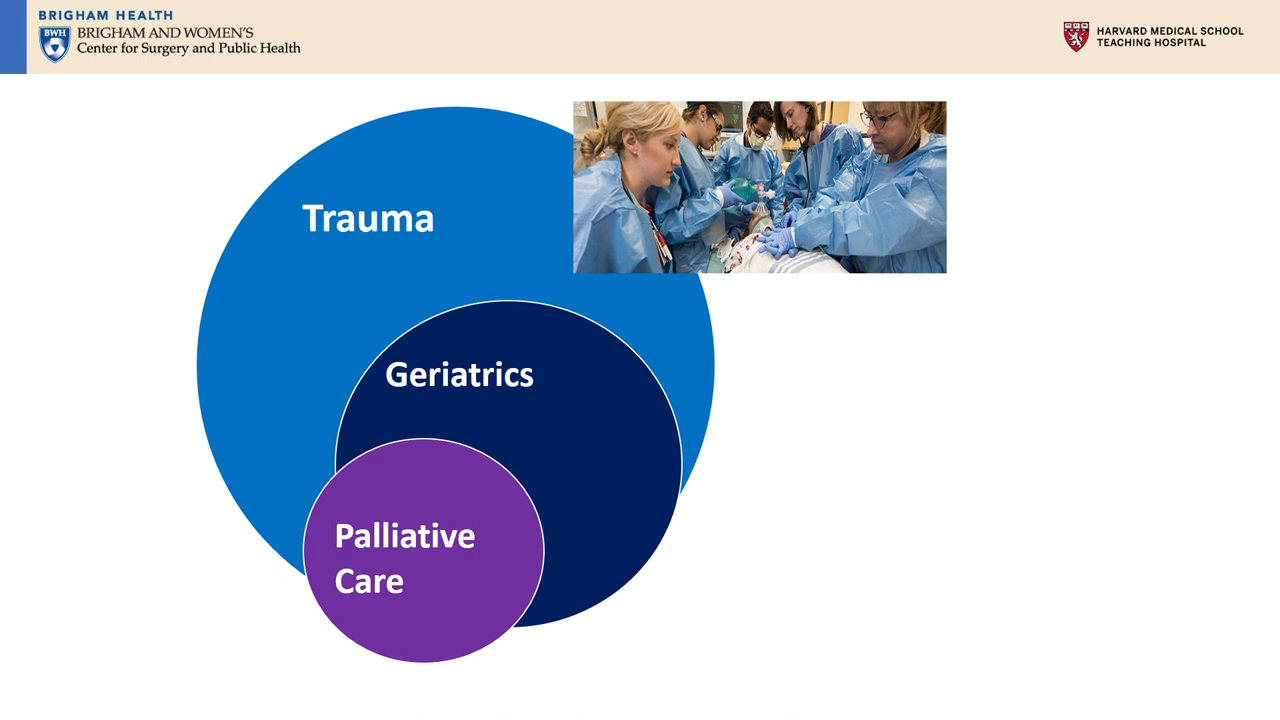 BRIGHAM HEALTH
BWH
BRIGHAM AND WOMEN'S
Center for Surgery and Public Health
HARVARD MEDICAL SCHOOL
TEACHING HOSPITAL
Trauma
Geriatrics
Palliative
Care